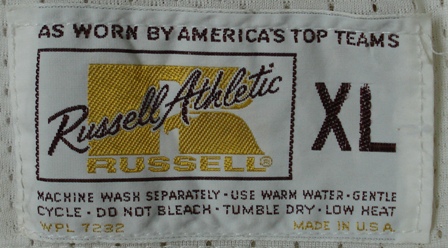 AS WORN BY AMERICA'S TOP TEAMS
Russell Athletic
RUSSELL®
XL
MACHINE WASH SEPARATELY · USE WARM WATER · GENTLE
CYCLE · DO NOT BLEACH · TUMBLE DRY · LOW HEAT
WPL 7232 MADE IN U.S.A.